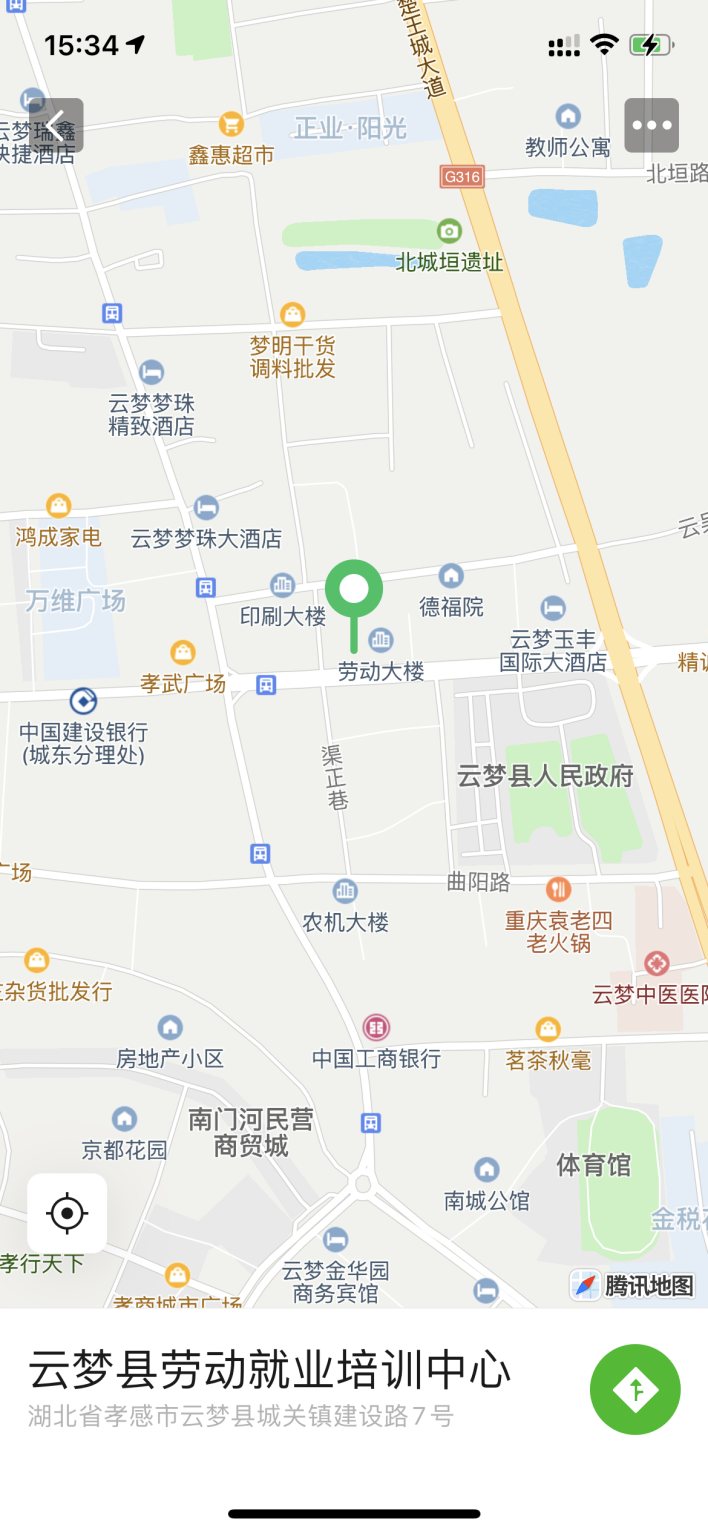 15:34
楚王城大道
云梦瑞鑫
快捷酒店
鑫惠超市
正业·阳光
教师公寓
G316
北垣路
北城垣遗址
梦明干货
调料批发
云梦梦珠
精致酒店
鸿成家电
云梦梦珠大酒店
万维广场
印刷大楼
德福院
云梦玉丰
国际大酒店
劳动大楼
孝武广场
中国建设银行
(城东分理处)
渠正巷
云梦县人民政府
广场
曲阳路
农机大楼
重庆袁老四
老火锅
杂货批发行
云梦中医医院
房地产小区
中国工商银行
茗茶秋毫
京都花园
南门河民营
商贸城
体育馆
南城公馆
金税
孝行天下
云梦金华园
商务宾馆
孝商城市广场
腾讯地图
云梦县劳动就业培训中心
湖北省孝感市云梦县城关镇建设路7号